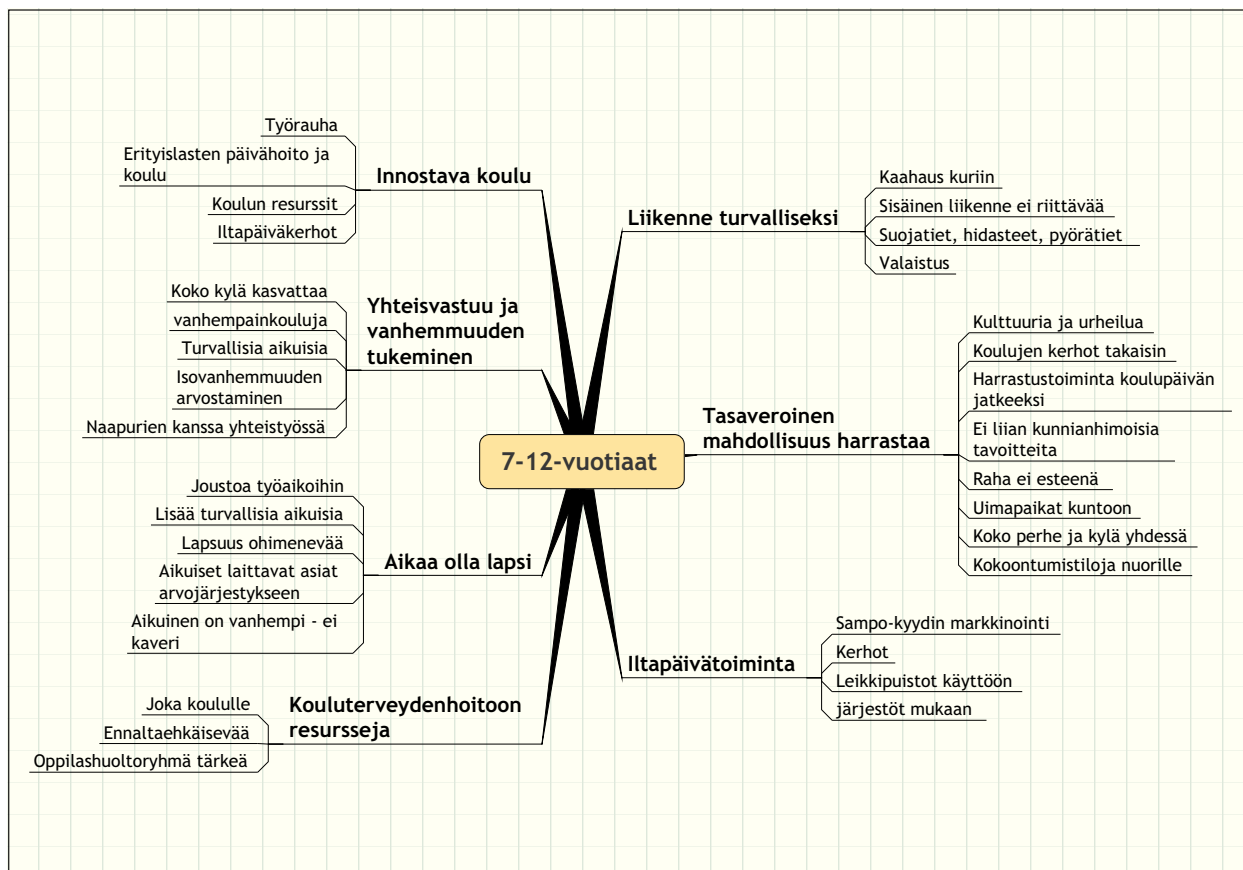 7-12-vuotiaat
Innostava koulu
Työrauha
Erityislasten päivähoito ja
koulu
Koulun resurssit
Iltapäiväkerhot
Yhteisvastuu ja
vanhemmuuden
tukeminen
Koko kylä kasvattaa
vanhempainkouluja
Turvallisia aikuisia
Isovanhemmuuden
arvostaminen
Naapurien kanssa yhteistyössä
Aikaa olla lapsi
Joustoa työaikoihin
Lisää turvallisia aikuisia
Lapsuus ohimenevää
Aikuiset laittavat asiat
arvojärjestykseen
Aikuinen on vanhempi - ei
kaveri
Kouluterveydenhoitoon
resursseja
Joka koululle
Ennaltaehkäisevää
Oppilashuoltoryhmä tärkeä
Liikenne turvalliseksi
Kaahaus kuriin
Sisäinen liikenne ei riittävää
Suojatiet, hidasteet, pyörätiet
Valaistus
Tasaveroinen
mahdollisuus harrastaa
Kulttuuria ja urheilua
Koulujen kerhot takaisin
Harrastustoiminta koulupäivän
jatkeeksi
Ei liian kunnianhimoisia
tavoitteita
Raha ei esteenä
Uimapaikat kuntoon
Koko perhe ja kylä yhdessä
Kokoontumistiloja nuorille
Iltapäivätoiminta
Sampo-kyydin markkinointi
Kerhot
Leikkipuistot käyttöön
järjestöt mukaan